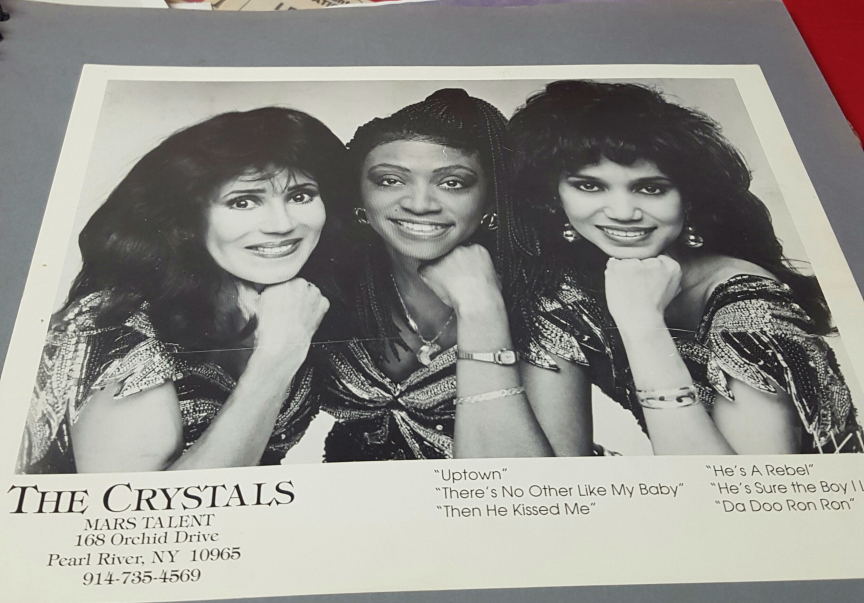 THE CRYSTALS
MARS TALENT
168 Orchid Drive
Pearl River, NY 10965
914-735-4569
"Uptown"
"There's No Other Like My Baby"
"Then He Kissed Me"
"He's A Rebel"
"He's Sure the Boy I L
"Da Doo Ron Ron"